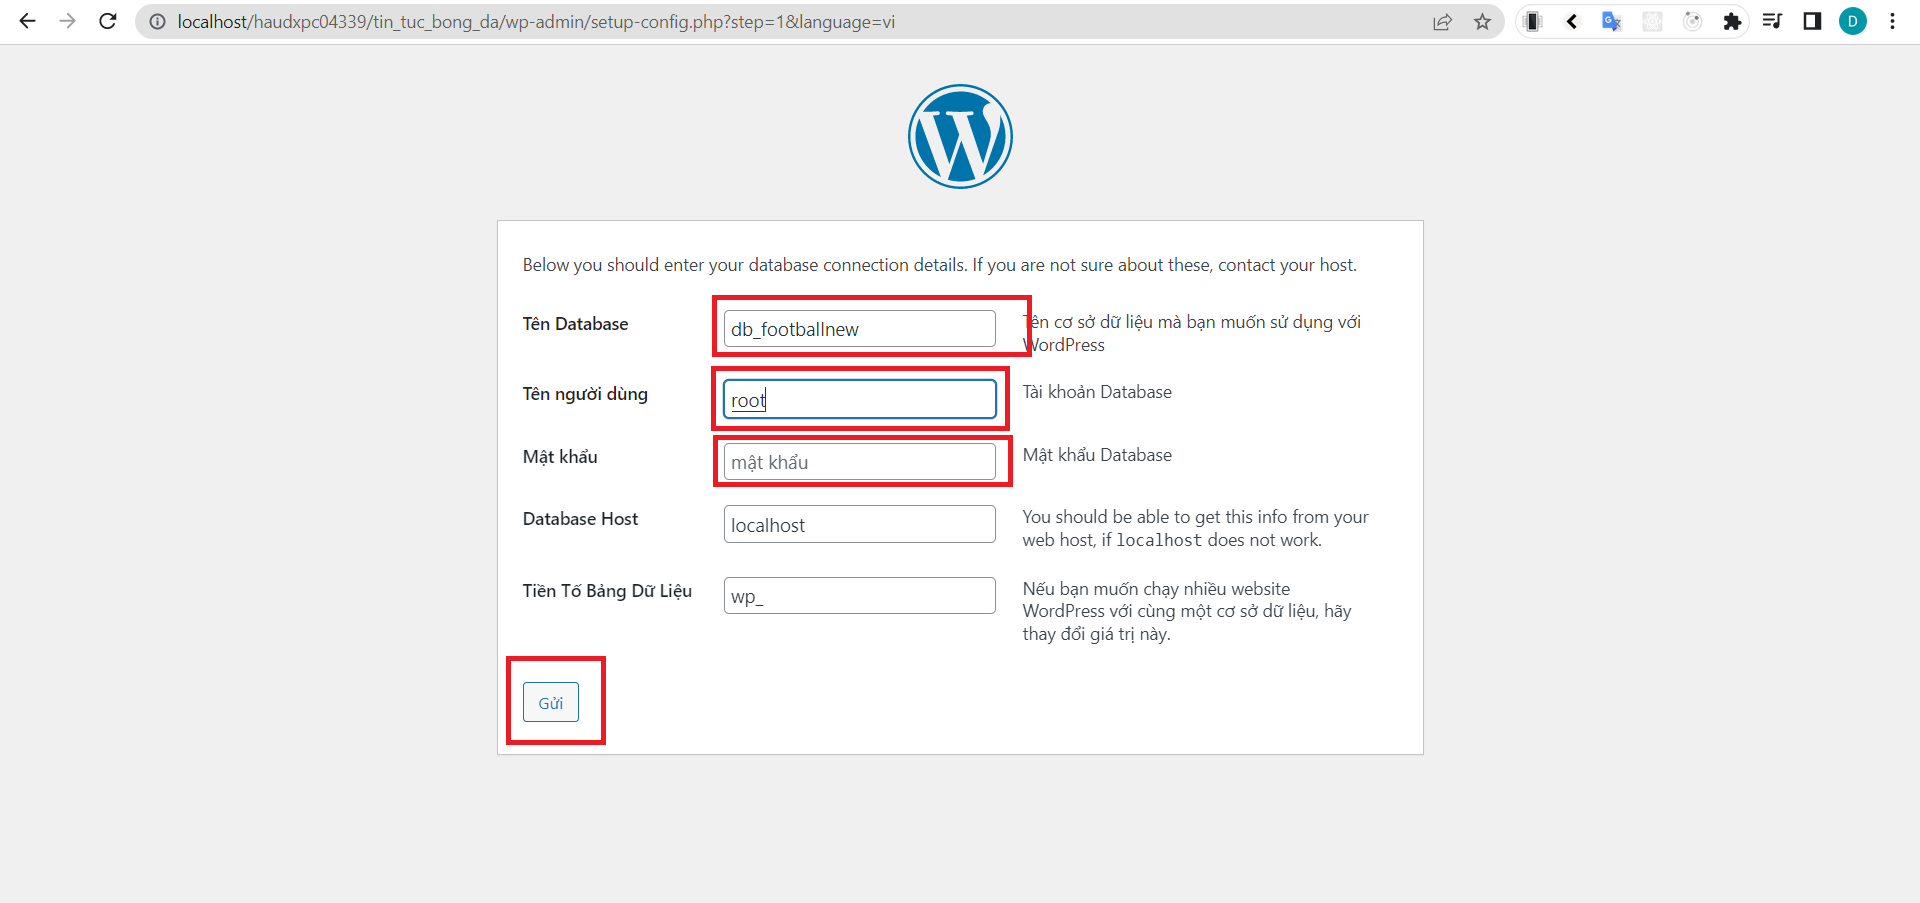 localhost/haudxpc04339/tin_tuc_bong_da/wp-admin/setup-config.php?step=1&language=vi
D
Below you should enter your database connection details. If you are not sure about these, contact your host.
Tên Database
db_footballnew
Tên cơ sở dữ liệu mà bạn muốn sử dụng với
WordPress
Tên người dùng
root
Tài khoản Database
Mật khẩu
mật khẩu
Mật khẩu Database
Database Host
localhost
You should be able to get this info from your
web host, if localhost does not work.
Tiền Tố Bảng Dữ Liệu
wp_
Nếu bạn muốn chạy nhiều website
WordPress với cùng một cơ sở dữ liệu, hãy
thay đổi giá trị này.
Gửi